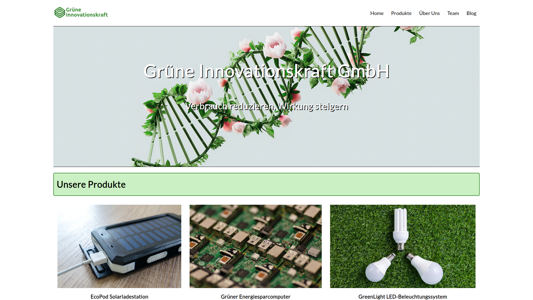 Grüne
Innovationskraft
Home Produkte Über Uns Team Blog
Grüne Innovationskraft GmbH
Verbrauch reduzieren, Wirkung steigern
Unsere Produkte
EcoPod Solarladestation
Grüner Energiesparcomputer
GreenLight LED-Beleuchtungssystem